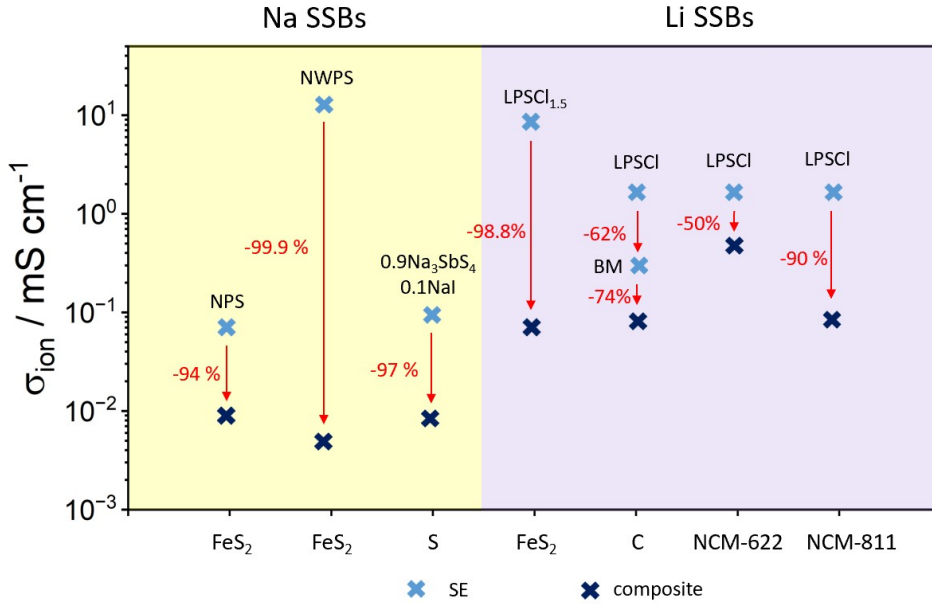 Na SSBs
Li SSBs
σ_ion / mS cm⁻¹
10¹
10⁰
10⁻¹
10⁻²
10⁻³
NPS
-94 %
NWPS
-99.9 %
0.9Na₃SbS₄
0.1NaI
-97 %
LPSCl₁.₅
-98.8%
LPSCl
-62%
BM
-74%
LPSCl
-50%
LPSCl
-90 %
FeS₂
FeS₂
S
FeS₂
C
NCM-622
NCM-811
SE
composite